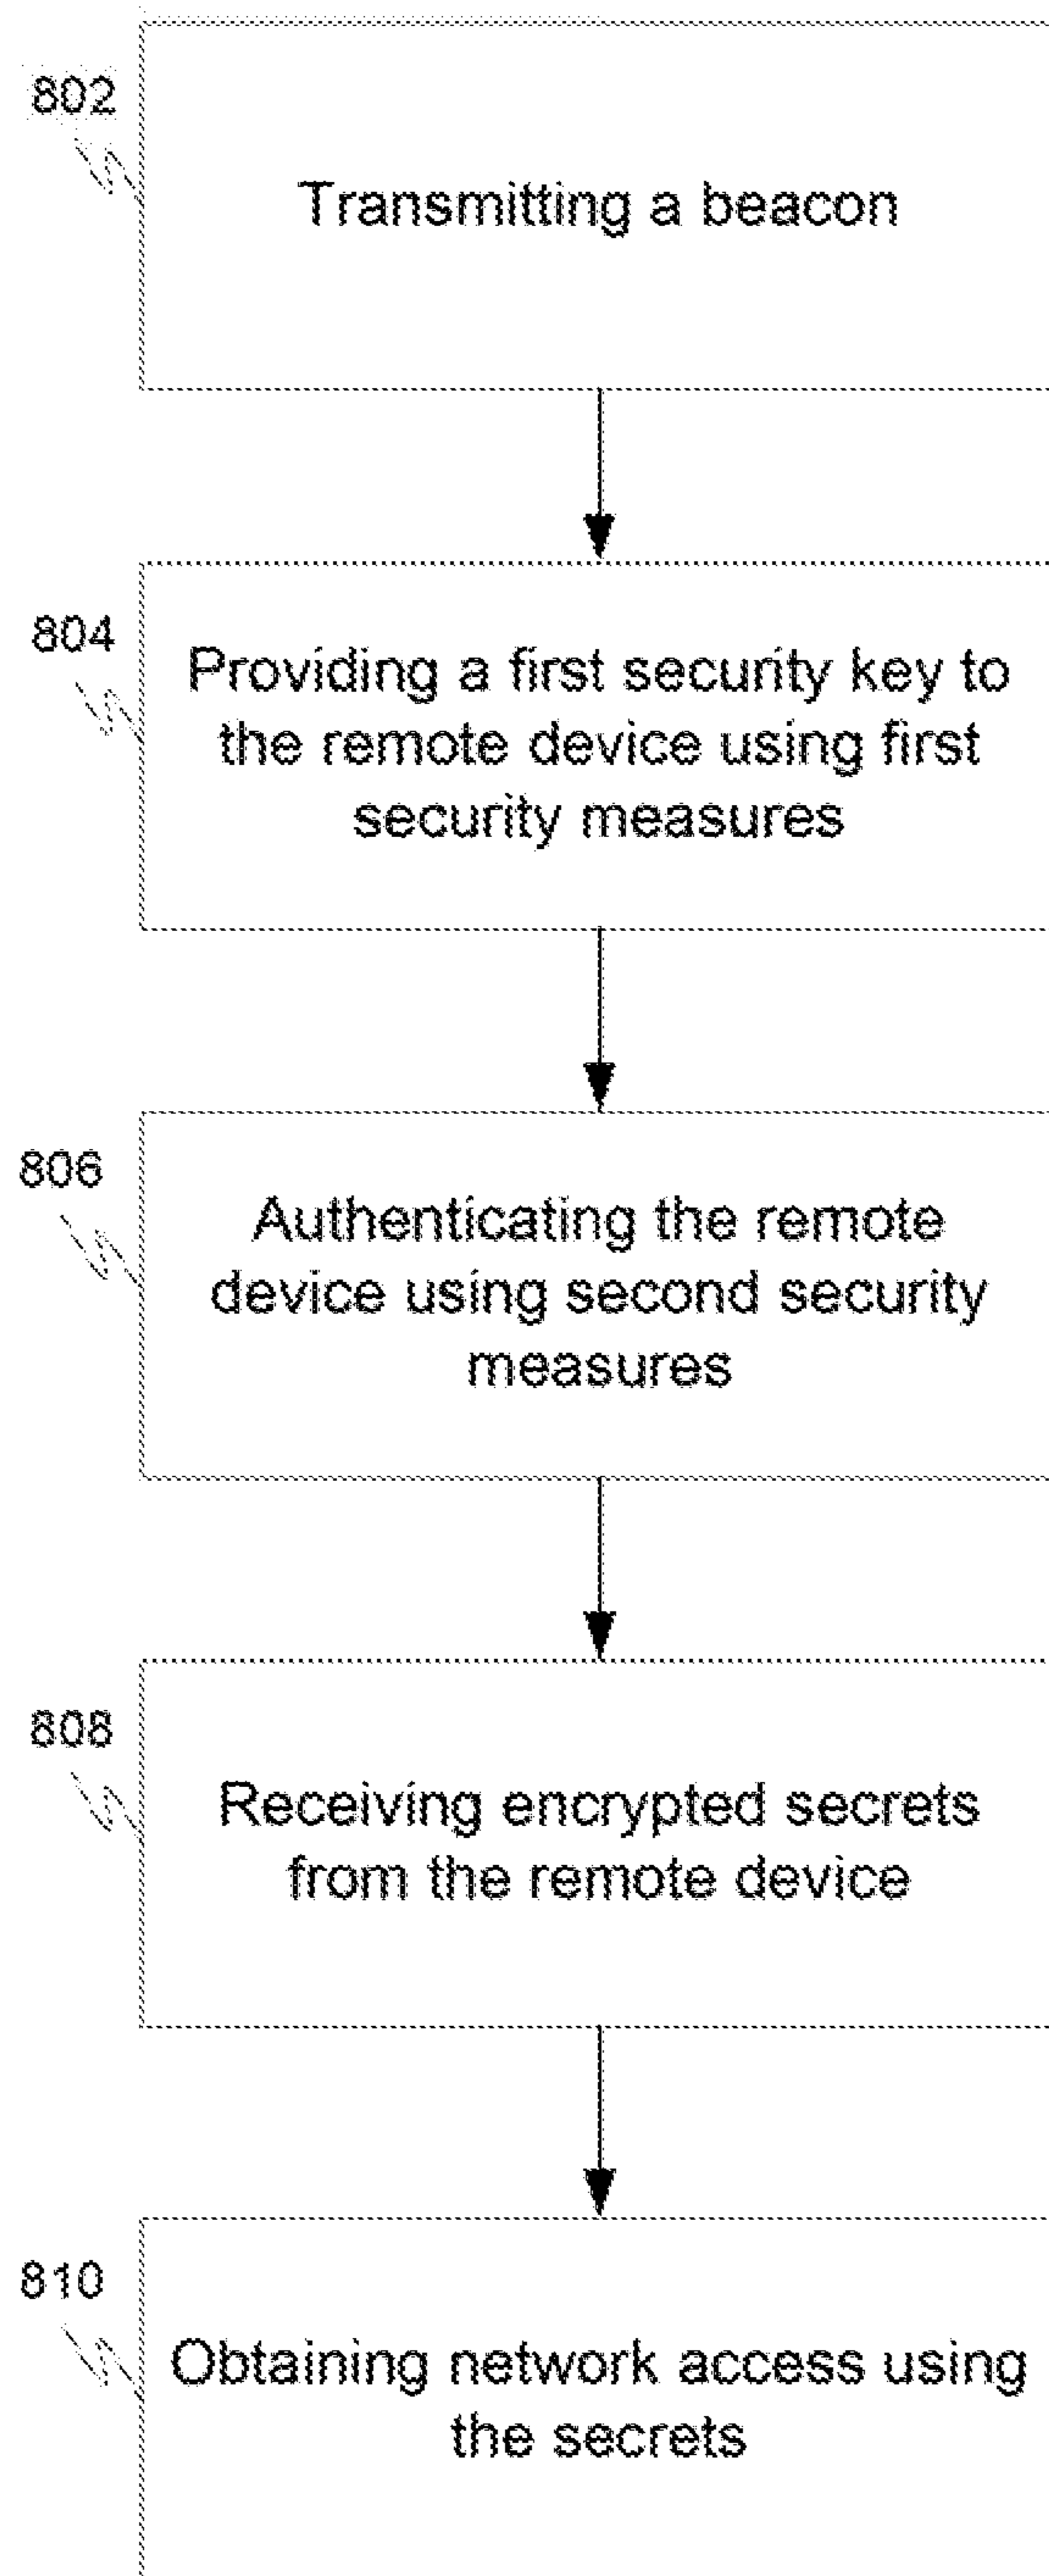 802
Transmitting a beacon
804
Providing a first security key to
the remote device using first
security measures
806
Authenticating the remote
device using second security
measures
808
Receiving encrypted secrets
from the remote device
810
Obtaining network access using
the secrets